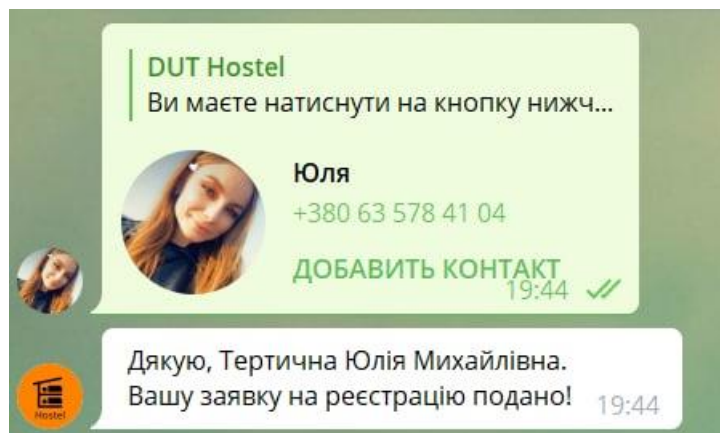 DUT Hostel
Ви маєте натиснути на кнопку нижч...
Юля
+380 63 578 41 04
ДОБАВИТЬ КОНТАКТ
19:44
Дякую, Тертична Юлія Михайлівна.
Вашу заявку на реєстрацію подано!
19:44
Hostel